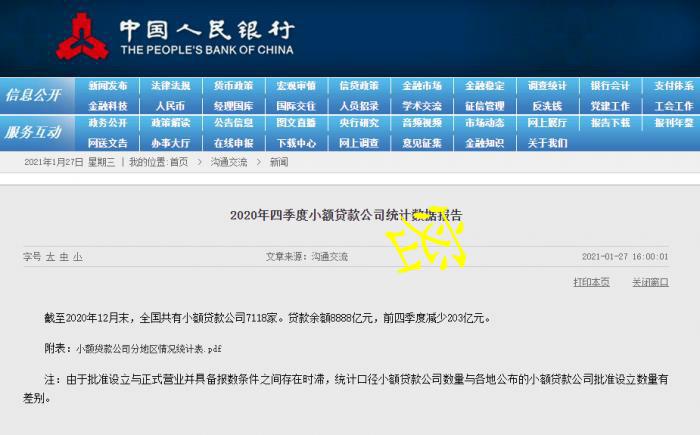 中国人民银行
THE PEOPLE'S BANK OF CHINA
信息公开
新闻发布 法律法规 货币政策 宏观审慎 信贷政策 金融市场 金融稳定 调查统计 银行会计 支付体系
金融科技 人民币 经理国库 国际交往 人员招录 学术交流 征信管理 反洗钱 党建工作 工会工作
服务互动
政务公开 政策解读 公告信息 图文直播 央行研究 音频视频 市场动态 网上展厅 报告下载 报刊年鉴
网送文告 办事大厅 在线申报 下载中心 网上调查 意见征集 金融知识 关于我们
2021年1月27日 星期三 | 我的位置:首页 > 沟通交流 > 新闻
2020年四季度小额贷款公司统计数据报告
字号 大 中 小
文章来源：沟通交流
2021-01-27 16:00:01
打印本页 关闭窗口
截至2020年12月末，全国共有小额贷款公司7118家。贷款余额8888亿元，前四季度减少203亿元。
附表：小额贷款公司分地区情况统计表.pdf
注：由于批准设立与正式营业并具备报数条件之间存在时滞，统计口径小额贷款公司数量与各地公布的小额贷款公司批准设立数量有
差别。